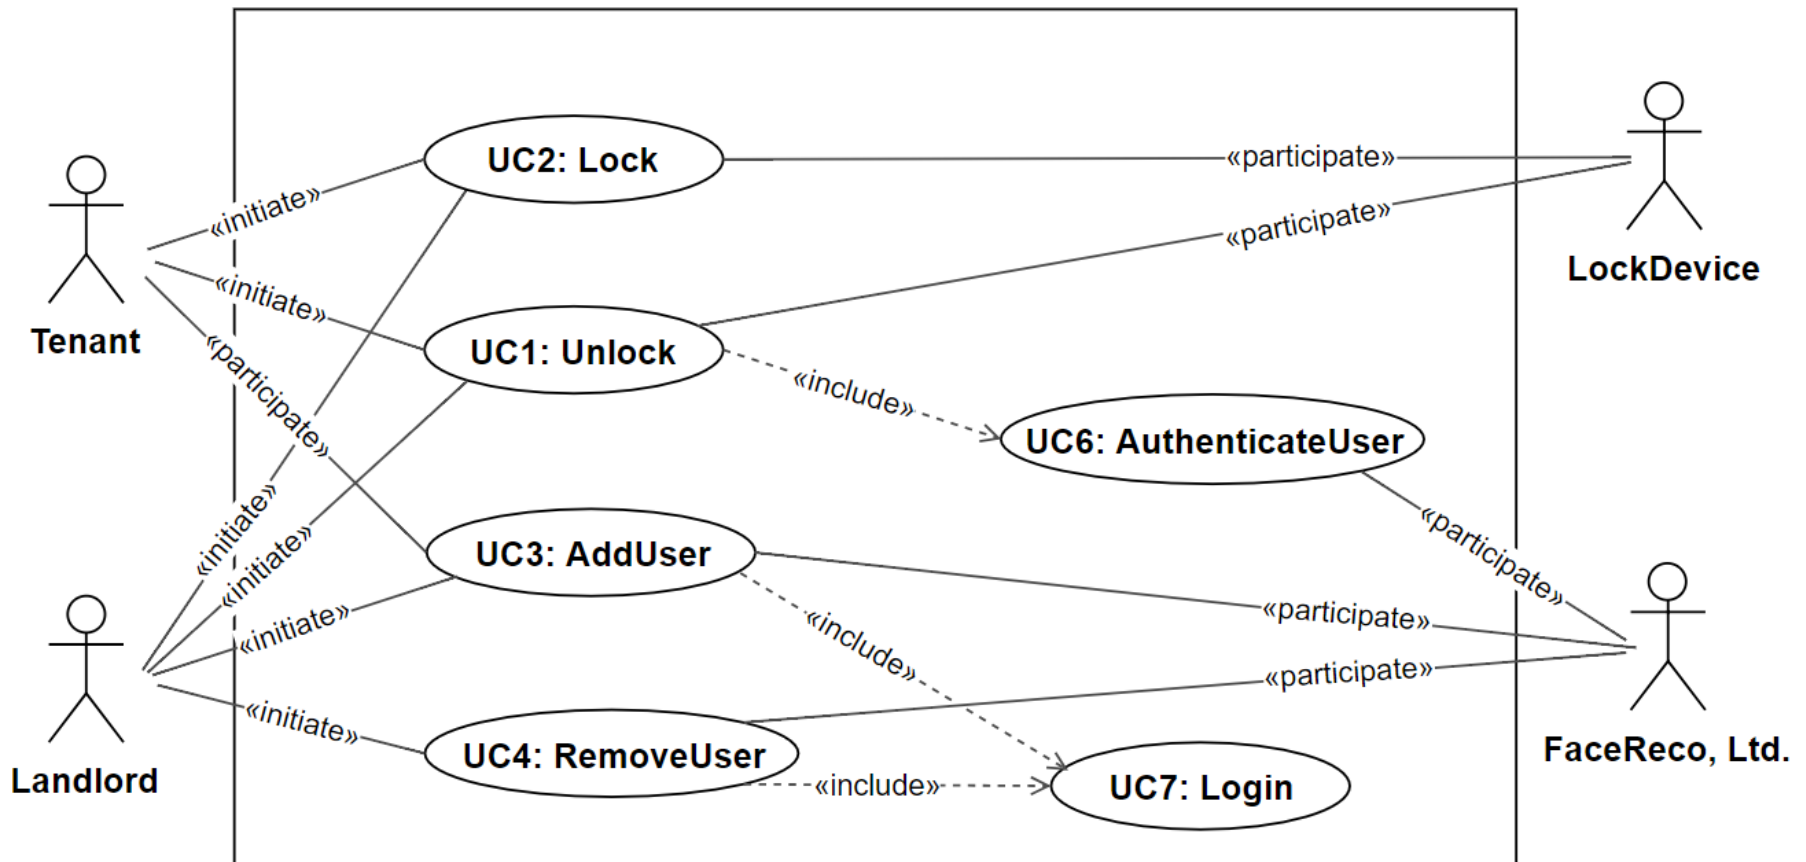 UC2: Lock
«participate»
«initiate»
«participate»
LockDevice
«initiate»
Tenant
UC1: Unlock
«participate»
«include»
UC6: AuthenticateUser
«initiate»
«initiate»
«participate»
UC3: AddUser
«initiate»
«participate»
«include»
«participate»
«initiate»
UC4: RemoveUser
FaceReco, Ltd.
Landlord
«include»
UC7: Login